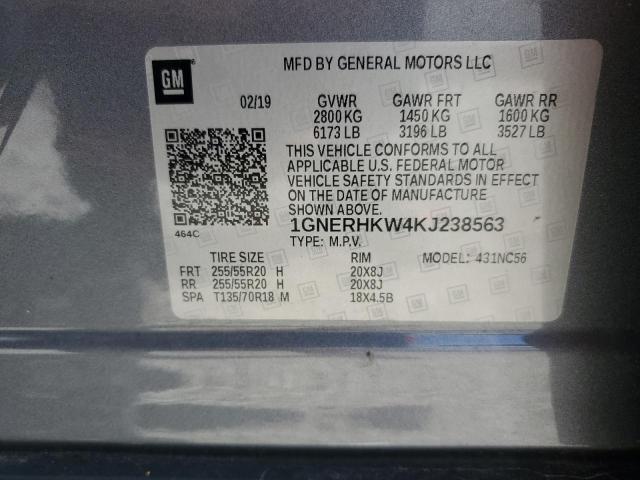 GM
MFD BY GENERAL MOTORS LLC
02/19 GVWR GAWR FRT GAWR RR
2800 KG 1450 KG 1600 KG
6173 LB 3196 LB 3527 LB
THIS VEHICLE CONFORMS TO ALL
APPLICABLE U.S. FEDERAL MOTOR
VEHICLE SAFETY STANDARDS IN EFFECT
ON THE DATE OF MANUFACTURE
SHOWN ABOVE.
464C
1GNERHKW4KJ238563
TYPE: M.P.V.
TIRE SIZE RIM MODEL: 431NC56
FRT 255/55R20 H 20X8J
RR 255/55R20 H 20X8J
SPA T135/70R18 M 18X4.5B